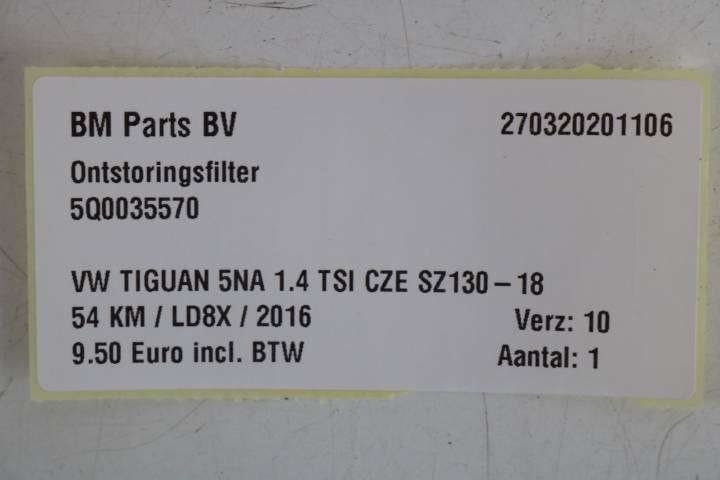 BM Parts BV 270320201106
Ontstoringsfilter
5Q0035570
VW TIGUAN 5NA 1.4 TSI CZE SZ130-18
54 KM / LD8X / 2016 Verz: 10
9.50 Euro incl. BTW Aantal: 1